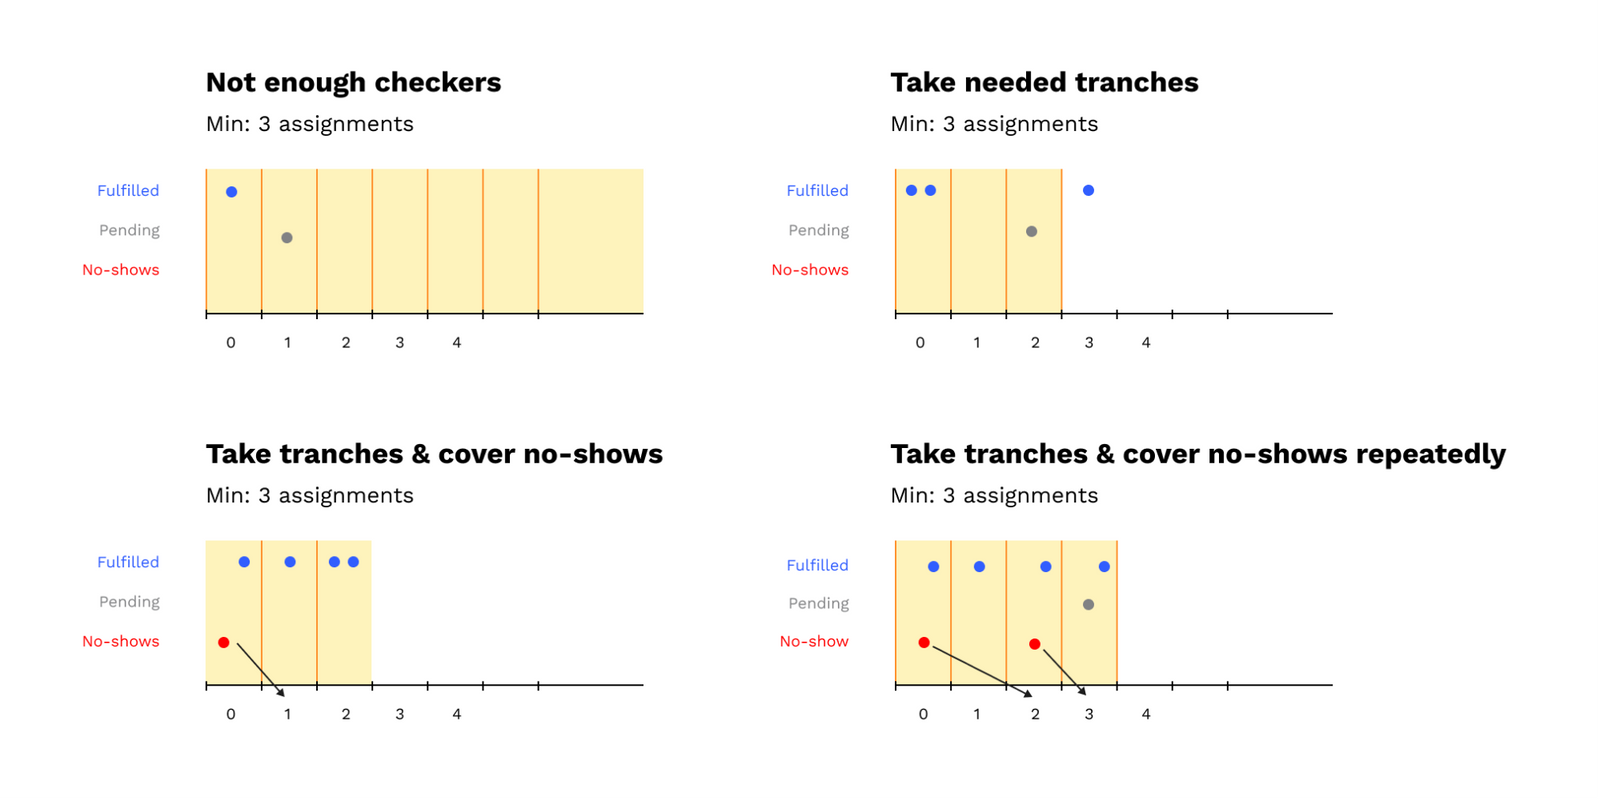 Not enough checkers
Min: 3 assignments
Fulfilled
Pending
No-shows
0 1 2 3 4
Take needed tranches
Min: 3 assignments
Fulfilled
Pending
No-shows
0 1 2 3 4
Take tranches & cover no-shows
Min: 3 assignments
Fulfilled
Pending
No-shows
0 1 2 3 4
Take tranches & cover no-shows repeatedly
Min: 3 assignments
Fulfilled
Pending
No-show
0 1 2 3 4